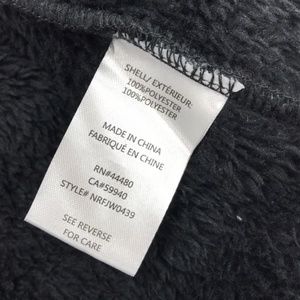 SHELL/ EXTÉRIEUR:
100%POLYESTER
100%POLYESTER
MADE IN CHINA
FABRIQUÉ EN CHINE
RN#44480
CA#59940
STYLE# NRFJW0439
SEE REVERSE
FOR CARE